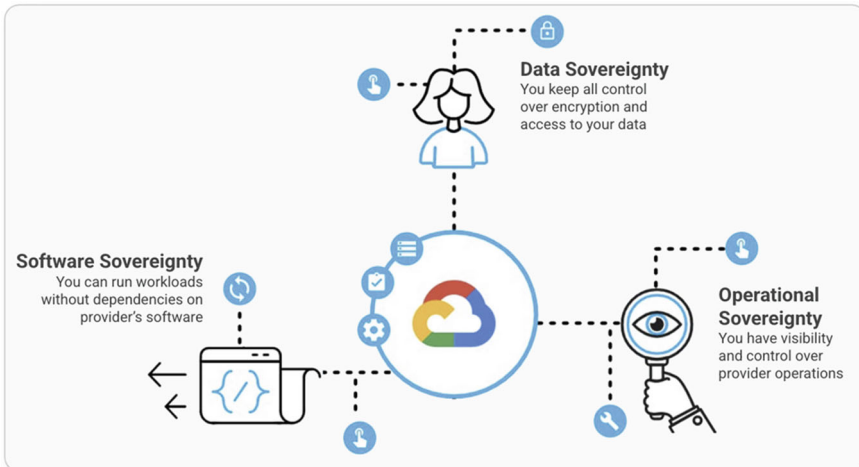 Data Sovereignty
You keep all control
over encryption and
access to your data
Software Sovereignty
You can run workloads
without dependencies on
provider's software
Operational
Sovereignty
You have visibility
and control over
provider operations